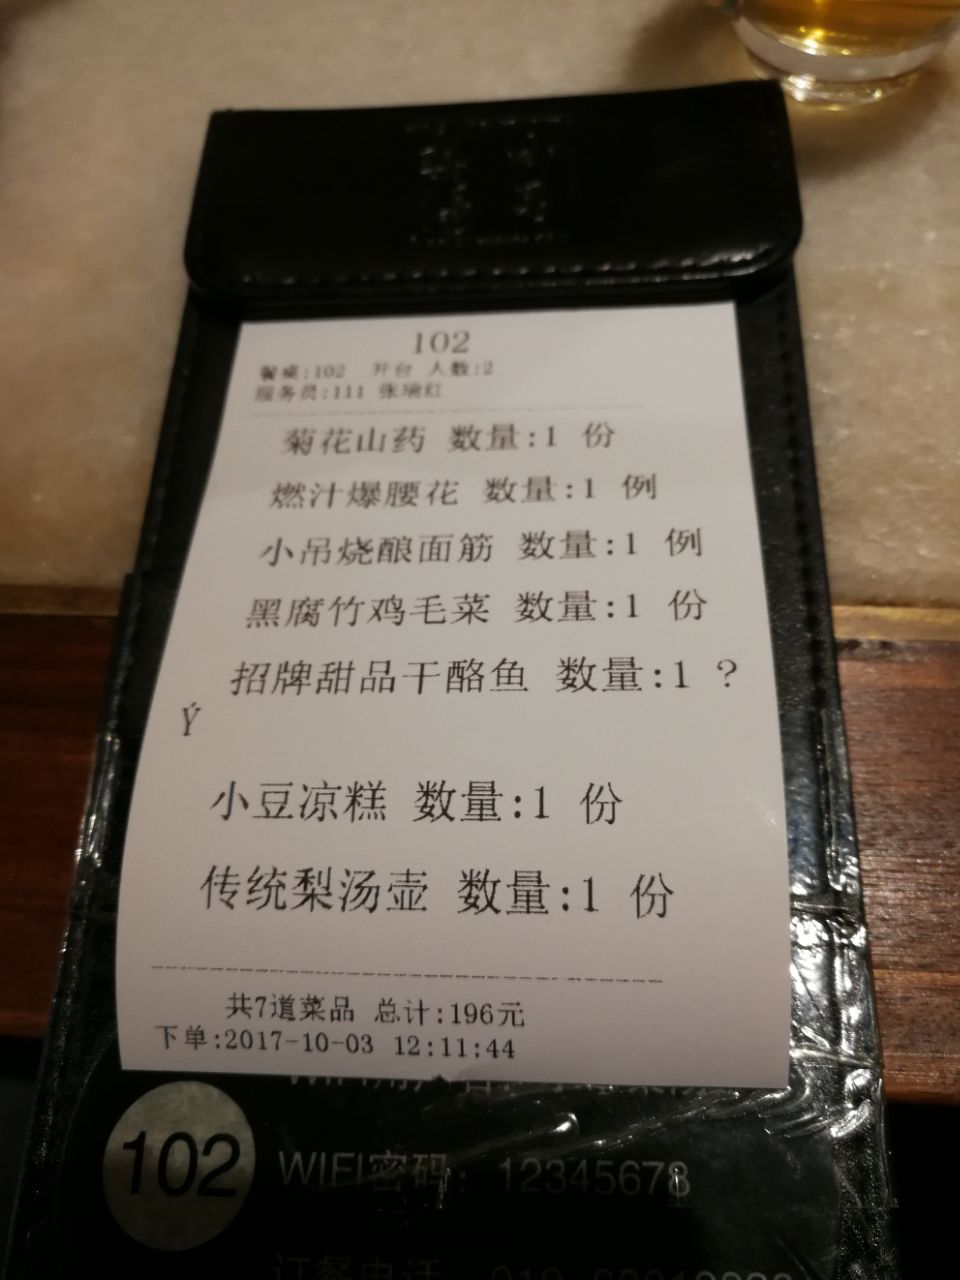 102
餐桌:102 开台 人数:2
服务员:111 张瑞红
菊花山药 数量:1 份
燃汁爆腰花 数量:1 例
小吊烧酿面筋 数量:1 例
黑腐竹鸡毛菜 数量:1 份
招牌甜品干酪鱼 数量:1 ?
Ý
小豆凉糕 数量:1 份
传统梨汤壶 数量:1 份
共7道菜品 总计:196元
下单:2017-10-03 12:11:44
102
WIFI密码: 12345678
订餐电话